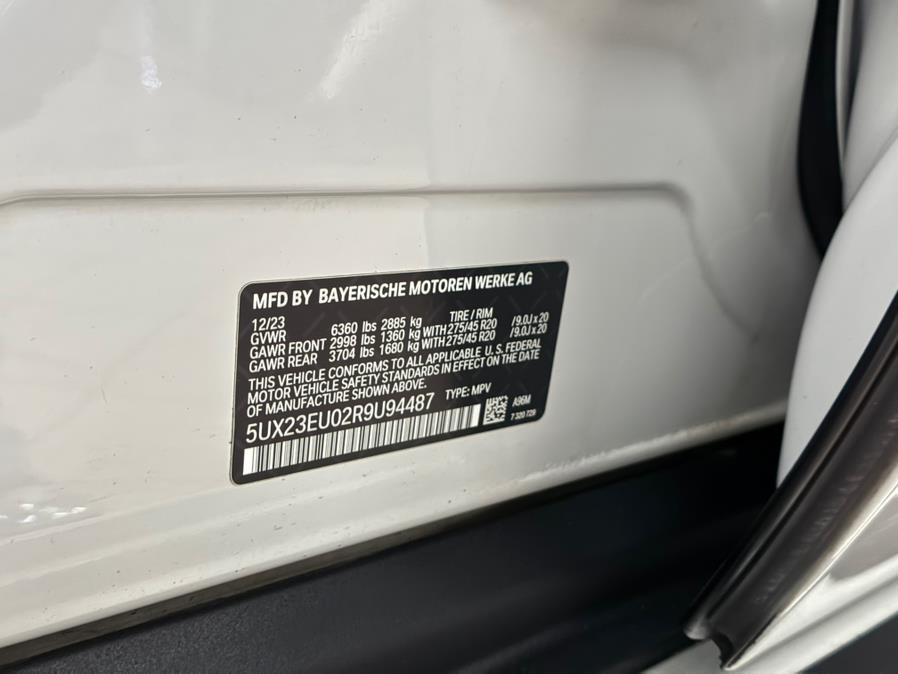 MFD BY BAYERISCHE MOTOREN WERKE AG
12/23 TIRE / RIM
GVWR 6360 lbs 2885 kg
GAWR FRONT 2998 lbs 1360 kg WITH 275/45 R20 /9.0J x 20
GAWR REAR 3704 lbs 1680 kg WITH 275/45 R20 /9.0J x 20
THIS VEHICLE CONFORMS TO ALL APPLICABLE U.S. FEDERAL
MOTOR VEHICLE SAFETY STANDARDS IN EFFECT ON THE DATE
OF MANUFACTURE SHOWN ABOVE.
TYPE: MPV
5UX23EU02R9U94487
A96M
7 320 729